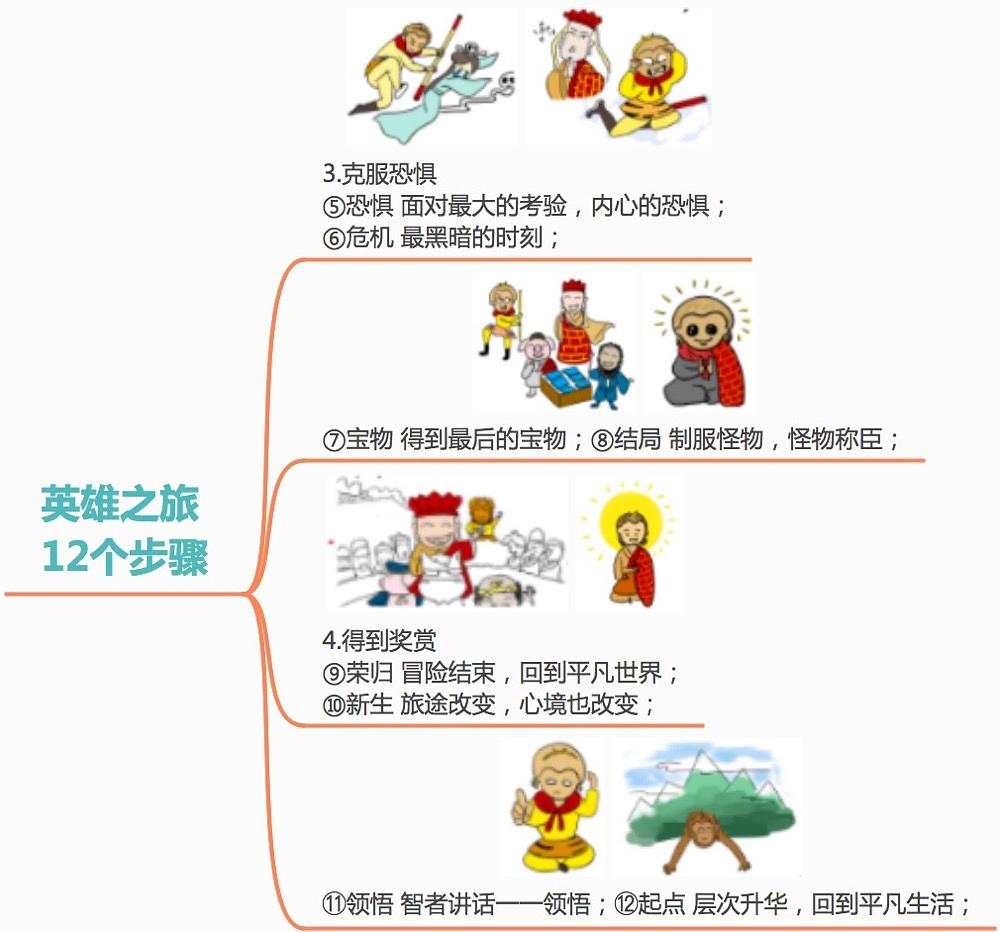 3.克服恐惧
⑤恐惧 面对最大的考验，内心的恐惧；
⑥危机 最黑暗的时刻；
⑦宝物 得到最后的宝物；⑧结局 制服怪物，怪物称臣；
英雄之旅
12个步骤
4.得到奖赏
⑨荣归 冒险结束，回到平凡世界；
⑩新生 旅途改变，心境也改变；
⑪领悟 智者讲话——领悟；⑫起点 层次升华，回到平凡生活；